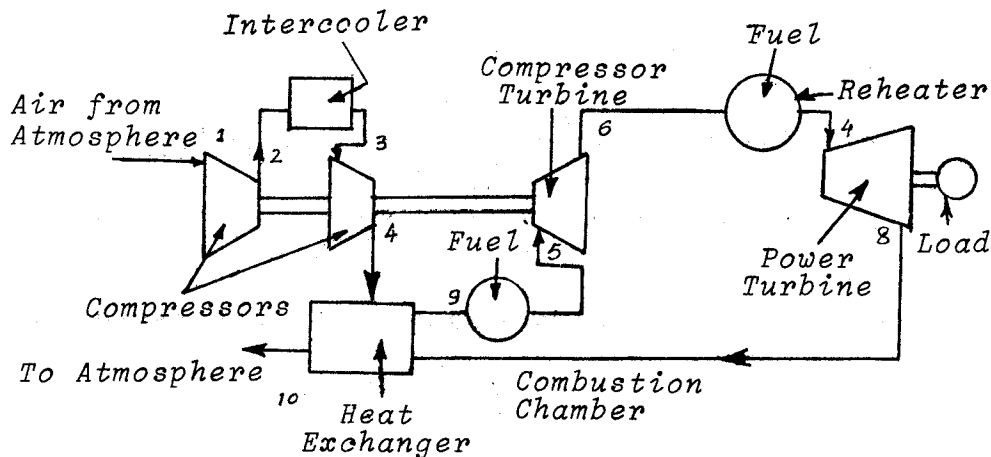 Intercooler
Fuel
Compressor
Turbine
Reheater
Air from
Atmosphere
1
2
3
6
4
4
Fuel
5
8
Load
Power
Turbine
Compressors
9
To Atmosphere
10
Heat
Exchanger
Combustion
Chamber